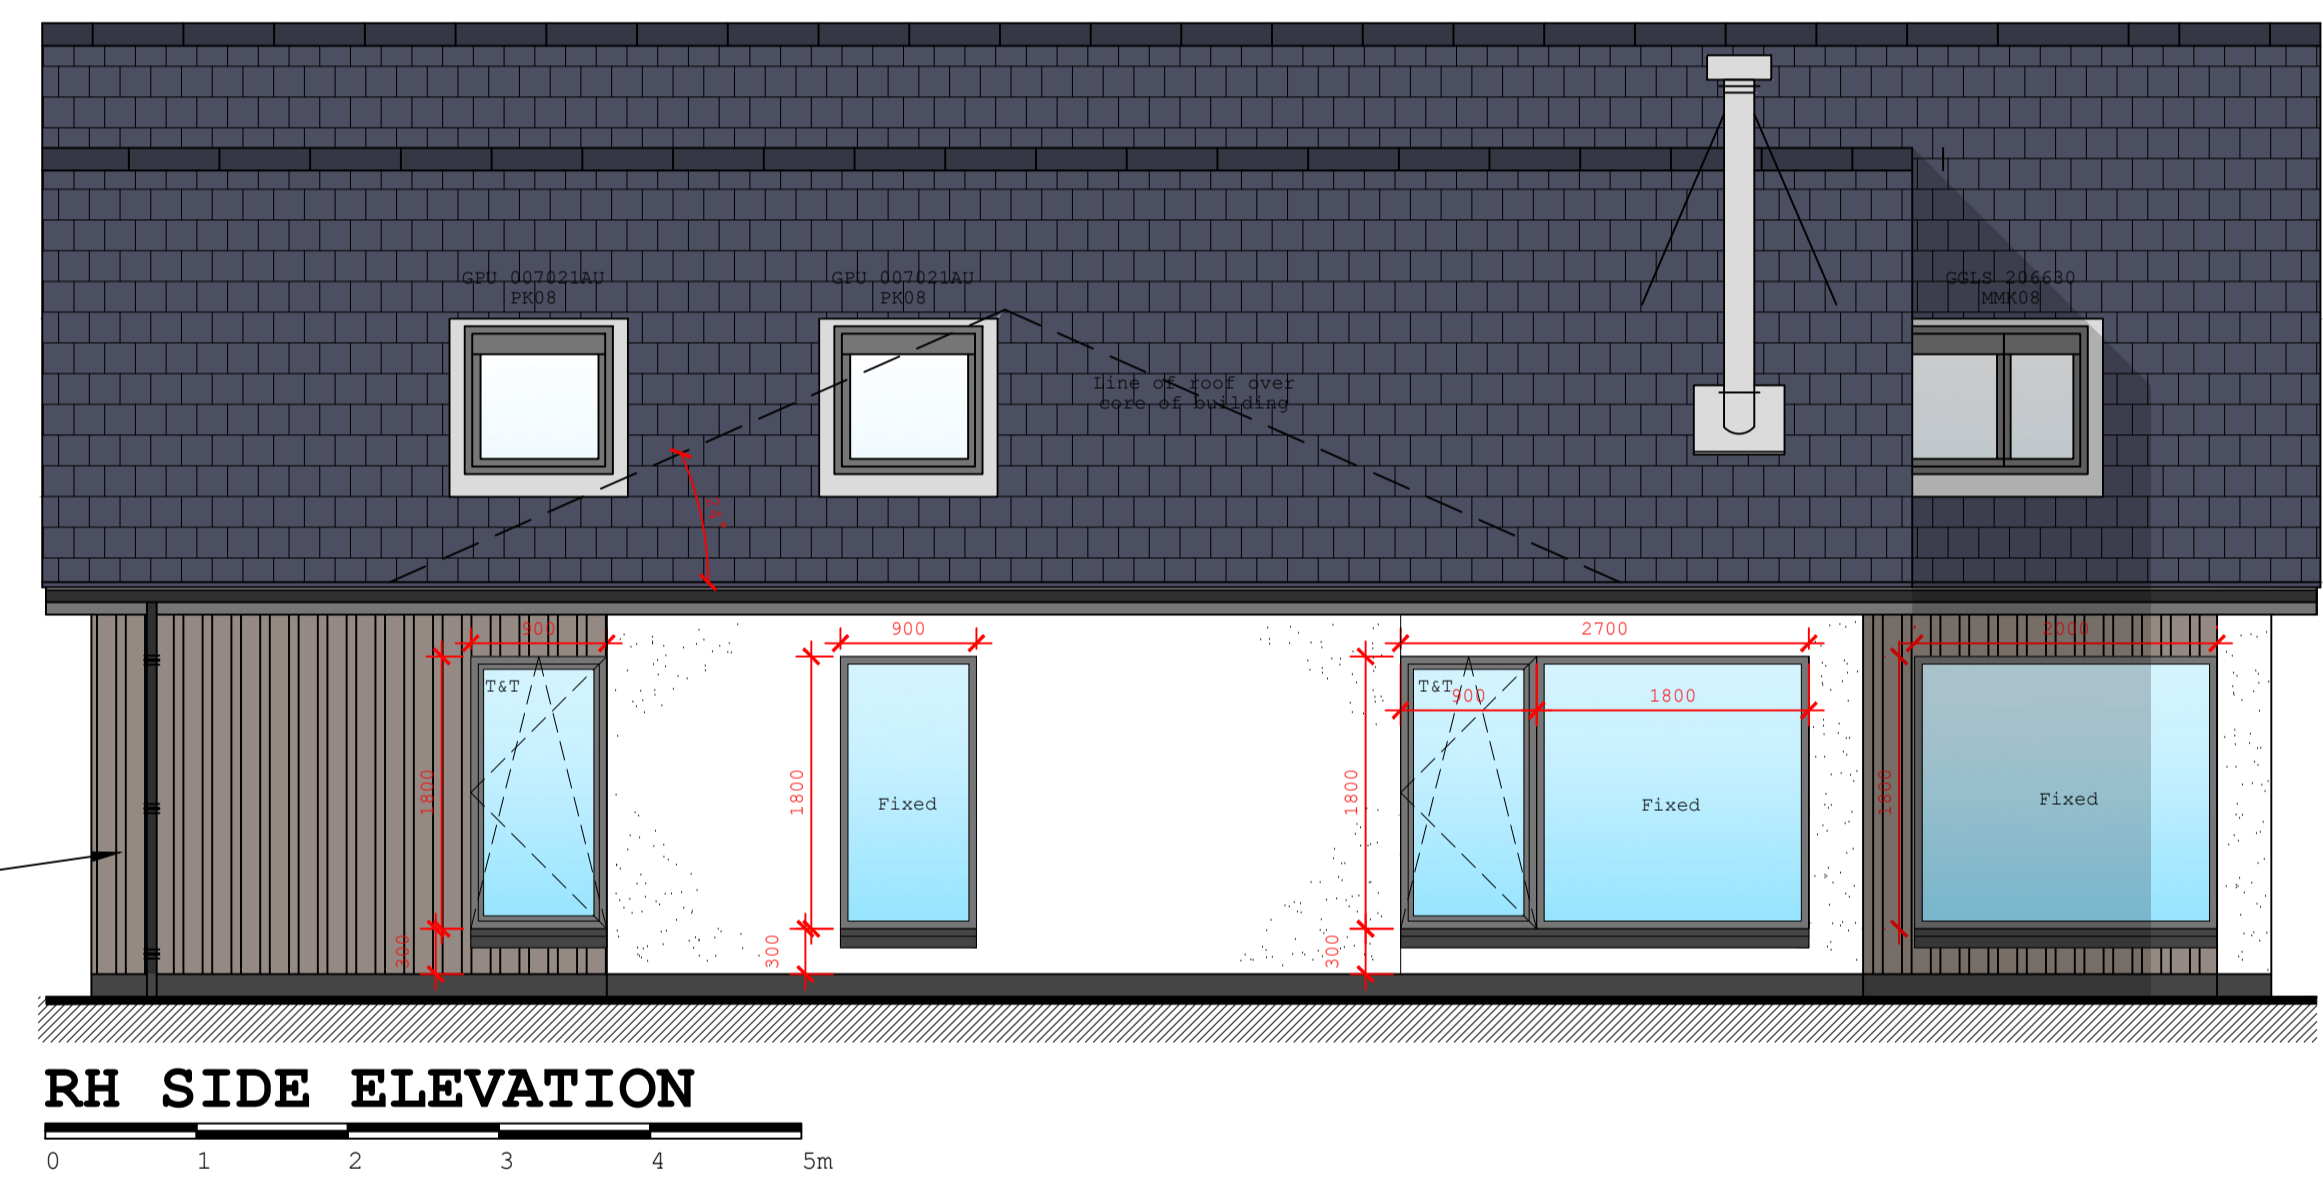 GPU 007021AU
PK08
GPU 007021AU
PK08
GGLS 206630
MMK08
Line of roof over
core of building
24°
900
900
2700
2000
T&T
T&T
900
1800
1800
1800
1800
1800
Fixed
Fixed
Fixed
300
300
300
RH SIDE ELEVATION
0 1 2 3 4 5m